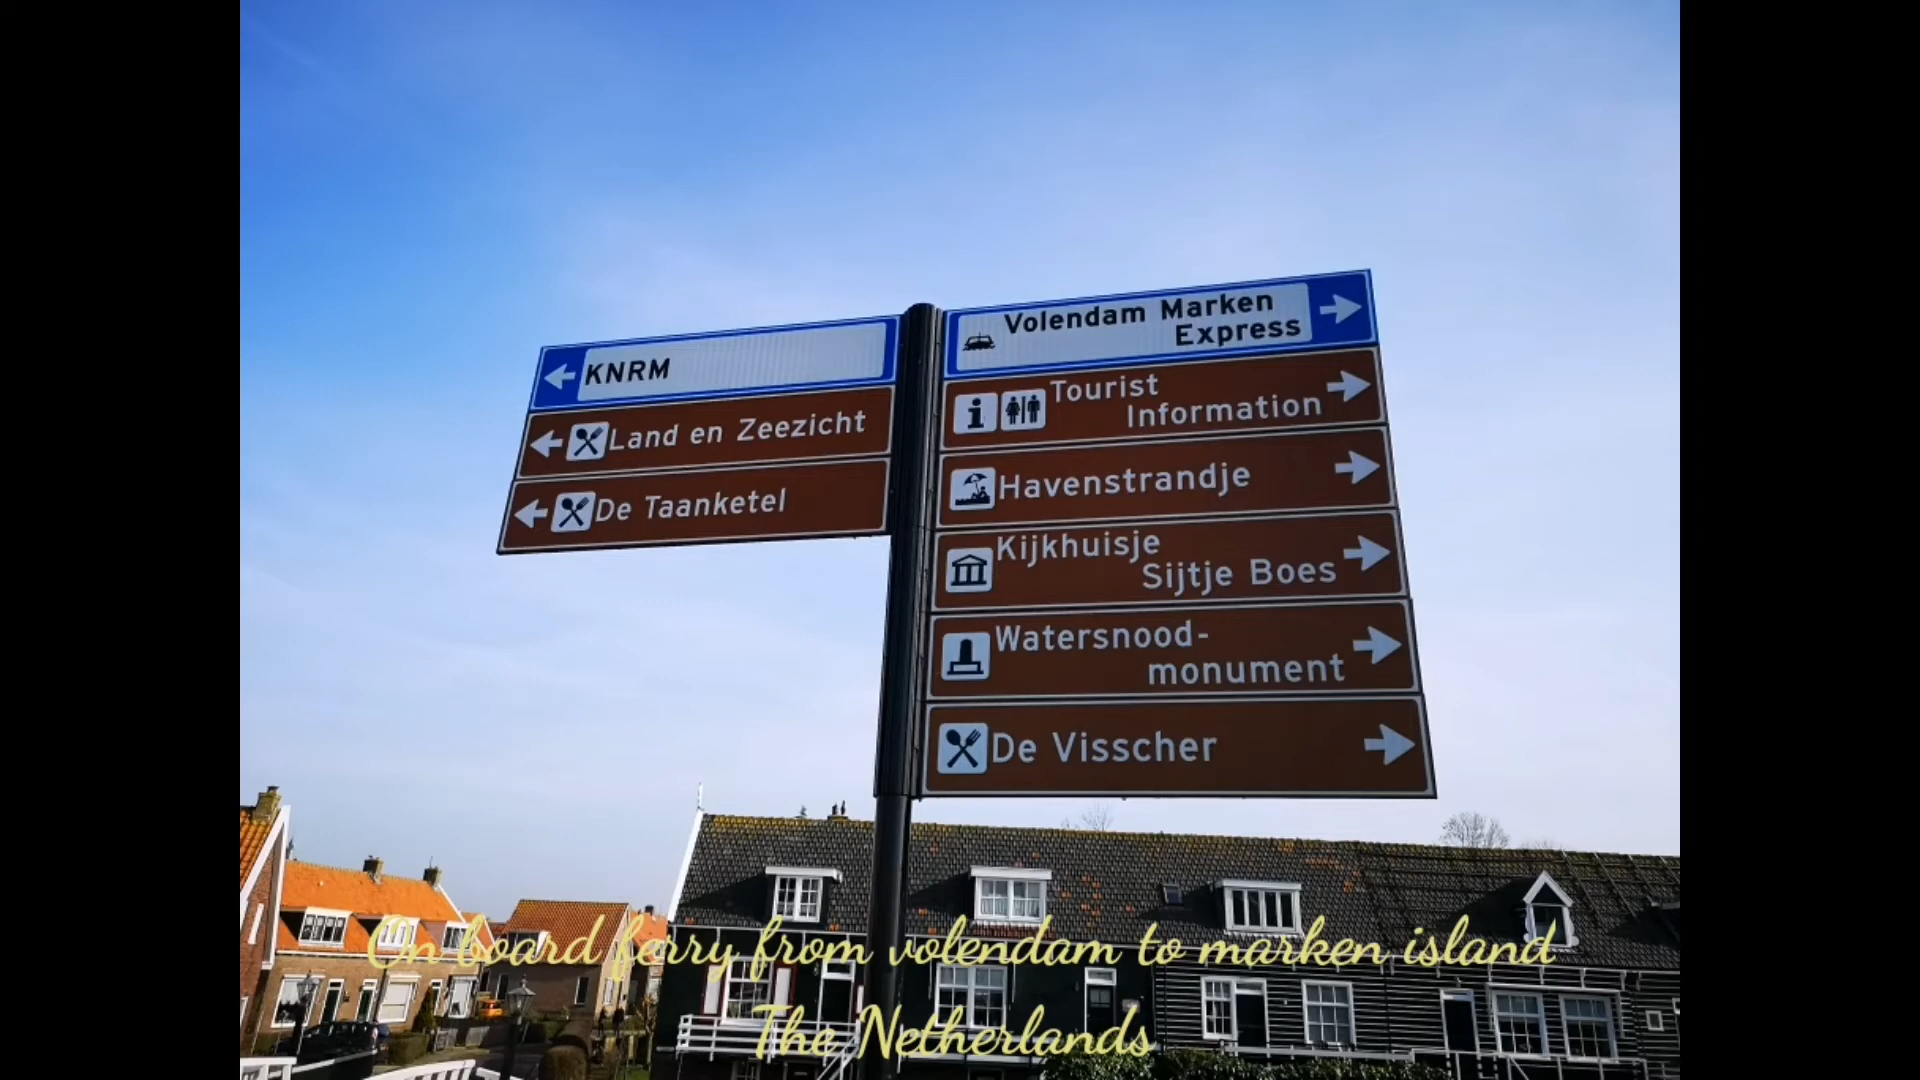 KNRM
Land en Zeezicht
De Taanketel
Volendam Marken
Express
Tourist
Information
Havenstrandje
Kijkhuisje
Sijtje Boes
Watersnood-
monument
De Visscher
On board ferry from volendam to marken island
The Netherlands